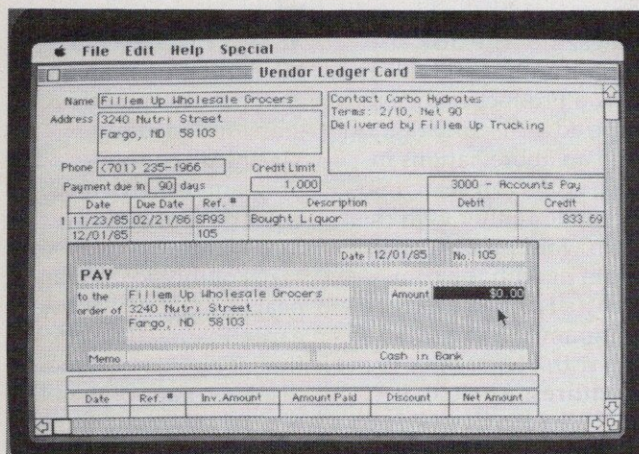 File Edit Help Special
Vendor Ledger Card
Name Fillem Up Wholesale Grocers
Address 3240 Nutri Street
Fargo, ND 58103
Contact Carbo Hydrates
Terms: 2/10, Net 90
Delivered by Fillem Up Trucking
Phone (701) 235-1966
Credit Limit
Payment due in 90 days
1,000
3000 - Accounts Pay
Date Due Date Ref. # Description Debit Credit
1 11/23/85 02/21/86 SR93 Bought Liquor 833.69
12/01/85 105
Date 12/01/85 No. 105
PAY
to the order of
Fillem Up Wholesale Grocers
3240 Nutri Street
Fargo, ND 58103
Amount $0.00
Memo
Cash in Bank
Date Ref. # Inv.Amount Amount Paid Discount Net Amount